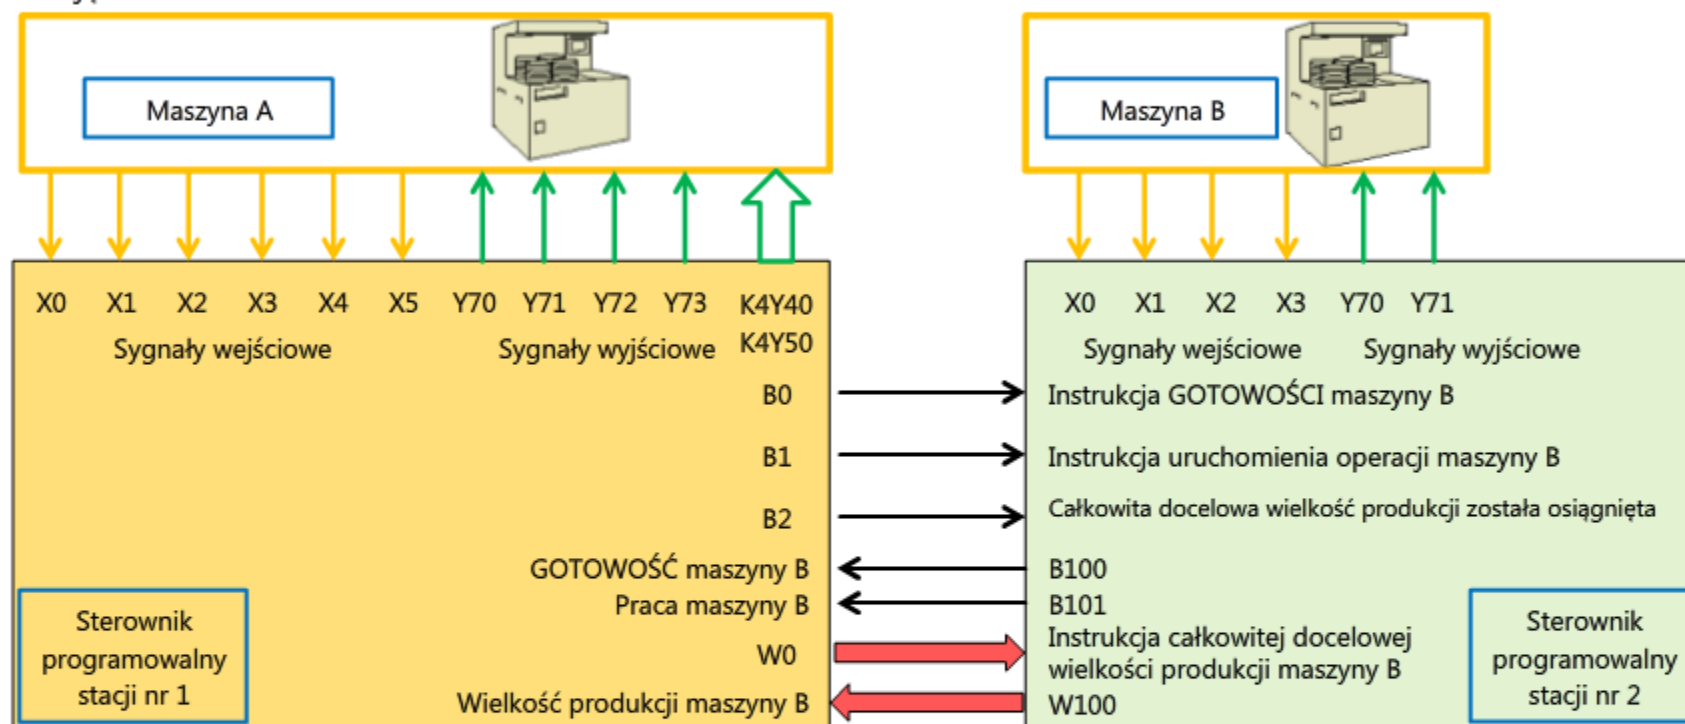 Maszyna A
Maszyna B
X0 X1 X2 X3 X4 X5 Y70 Y71 Y72 Y73 K4Y40
K4Y50
Sygnały wejściowe
Sygnały wyjściowe
X0 X1 X2 X3 Y70 Y71
Sygnały wejściowe
Sygnały wyjściowe
B0
Instrukcja GOTOWOŚCI maszyny B
B1
Instrukcja uruchomienia operacji maszyny B
B2
Całkowita docelowa wielkość produkcji została osiągnięta
GOTOWOŚĆ maszyny B
B100
Praca maszyny B
B101
W0
Instrukcja całkowitej docelowej
wielkości produkcji maszyny B
Wielkość produkcji maszyny B
W100
Sterownik
programowalny
stacji nr 1
Sterownik
programowalny
stacji nr 2